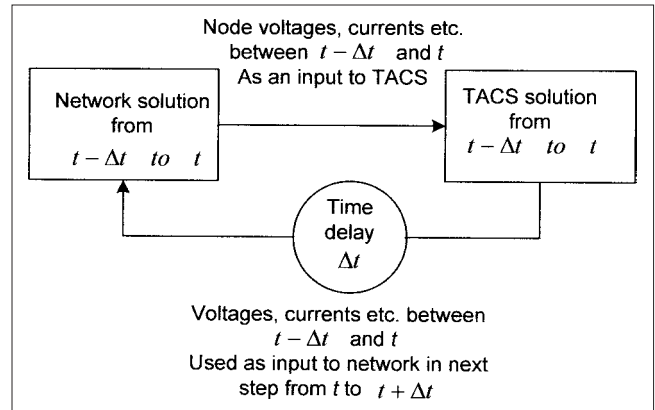 Node voltages, currents etc.
between t − Δt and t
As an input to TACS
Network solution
from
t − Δt to t
TACS solution
from
t − Δt to t
Time
delay
Δt
Voltages, currents etc. between
t − Δt and t
Used as input to network in next
step from t to t + Δt